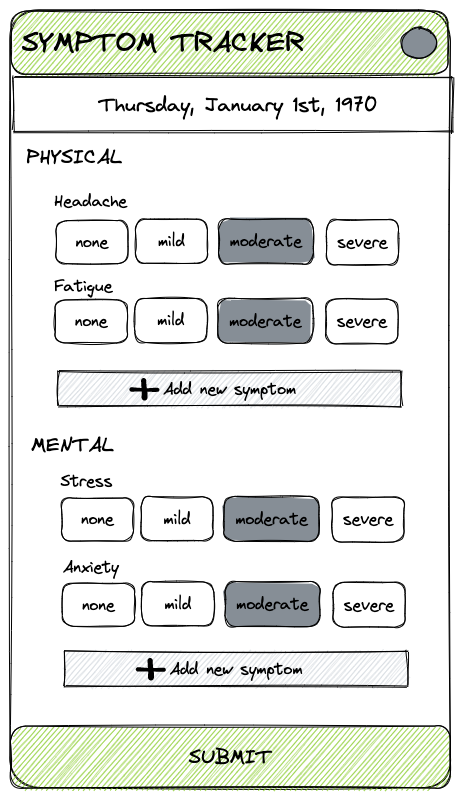 SYMPTOM TRACKER
Thursday, January 1st, 1970
PHYSICAL
Headache
none mild moderate severe
Fatigue
none mild moderate severe
Add new symptom
MENTAL
Stress
none mild moderate severe
Anxiety
none mild moderate severe
Add new symptom
SUBMIT